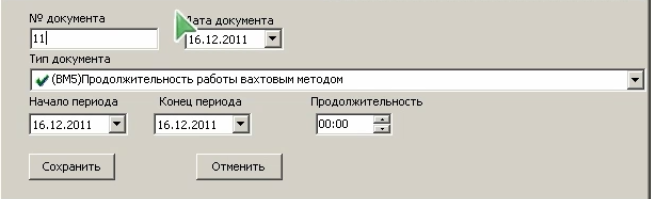 № документа Дата документа
11 16.12.2011
Тип документа
(ВМ5)Продолжительность работы вахтовым методом
Начало периода Конец периода Продолжительность
16.12.2011 16.12.2011 00:00
Сохранить Отменить